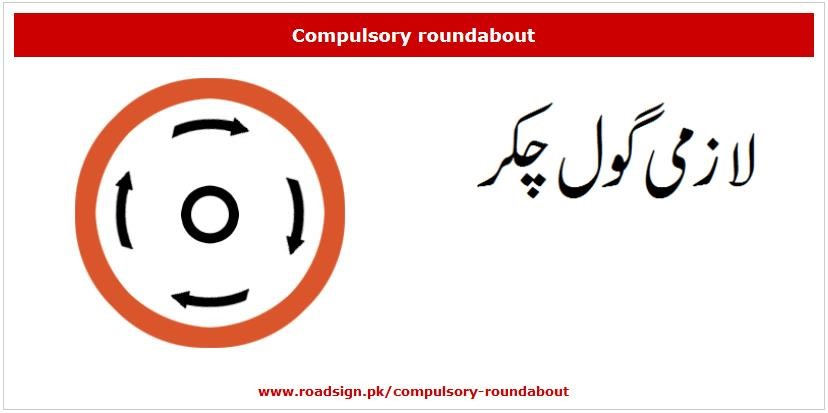 Compulsory roundabout
لازمی گول چکر
www.roadsign.pk/compulsory-roundabout